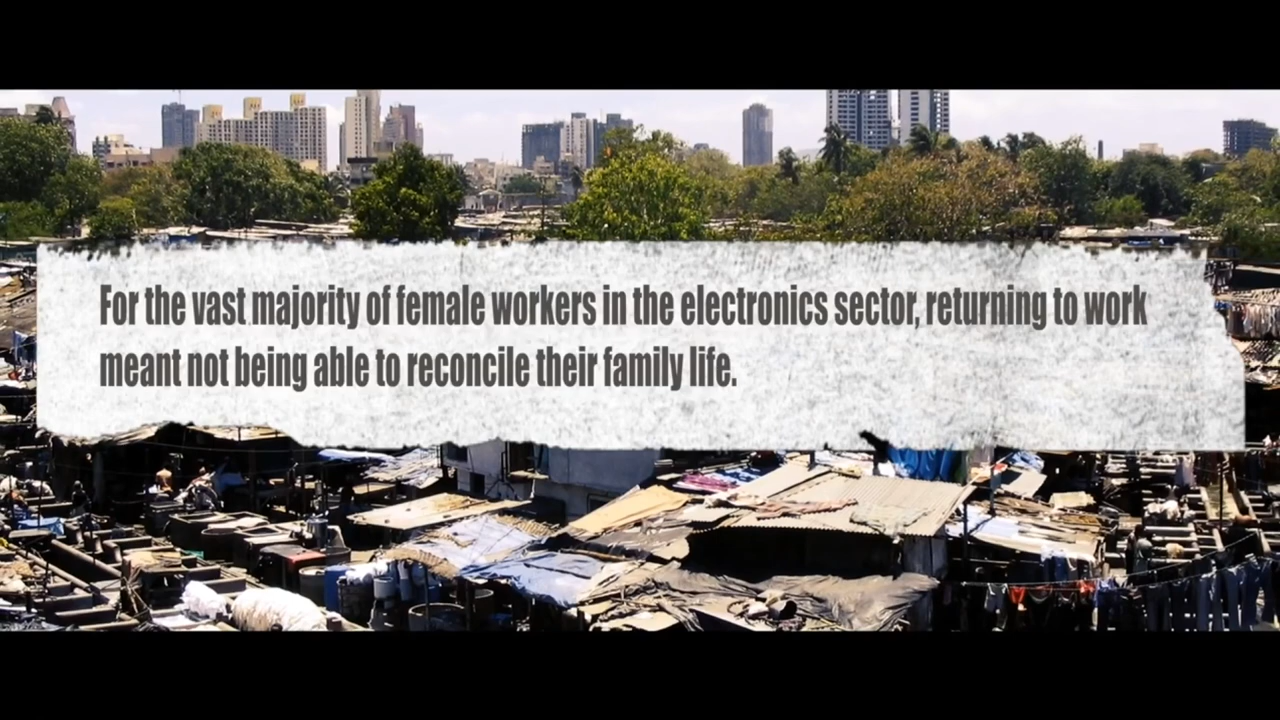 For the vast majority of female workers in the electronics sector, returning to work
meant not being able to reconcile their family life.